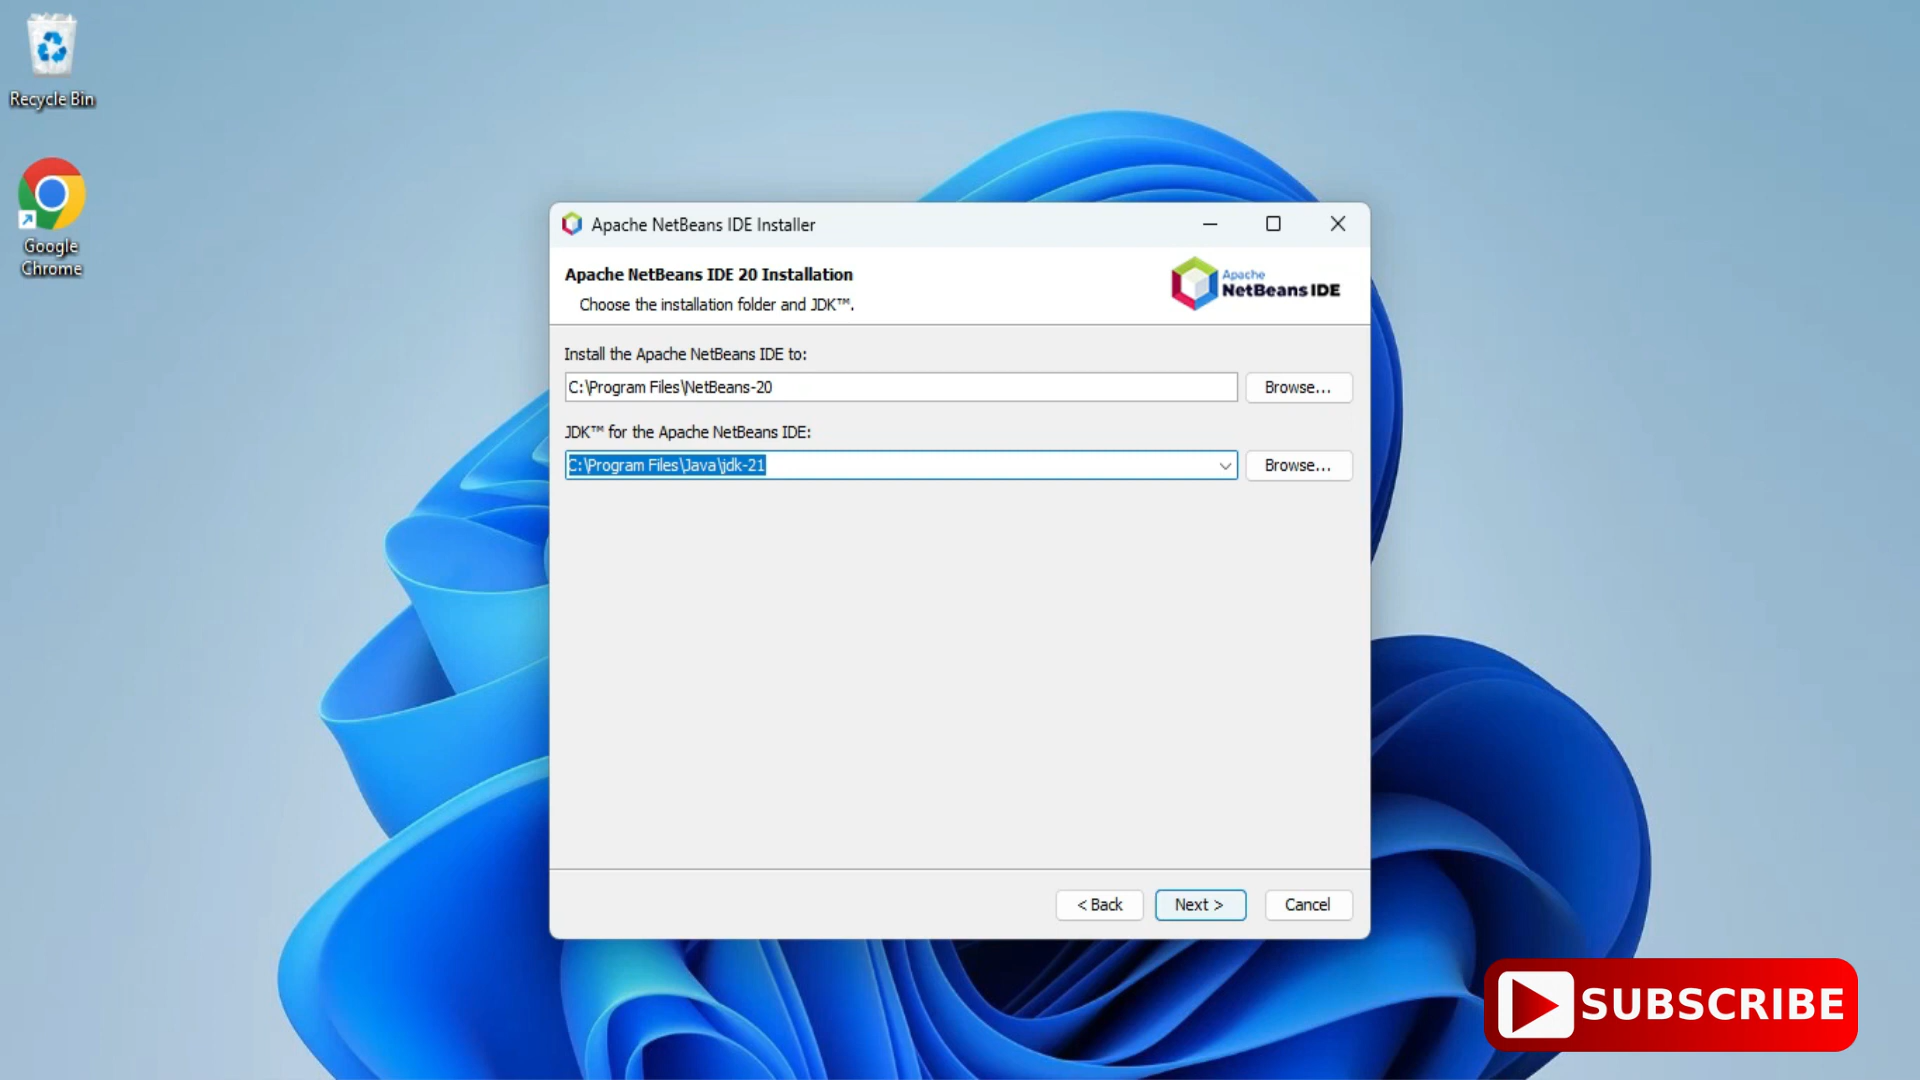 Recycle Bin
Google
Chrome
Apache NetBeans IDE Installer
Apache NetBeans IDE 20 Installation
Choose the installation folder and JDK™.
Apache
NetBeans IDE
Install the Apache NetBeans IDE to:
C:\Program Files\NetBeans-20
Browse...
JDK™ for the Apache NetBeans IDE:
C:\Program Files\Java\jdk-21
Browse...
< Back
Next >
Cancel
SUBSCRIBE